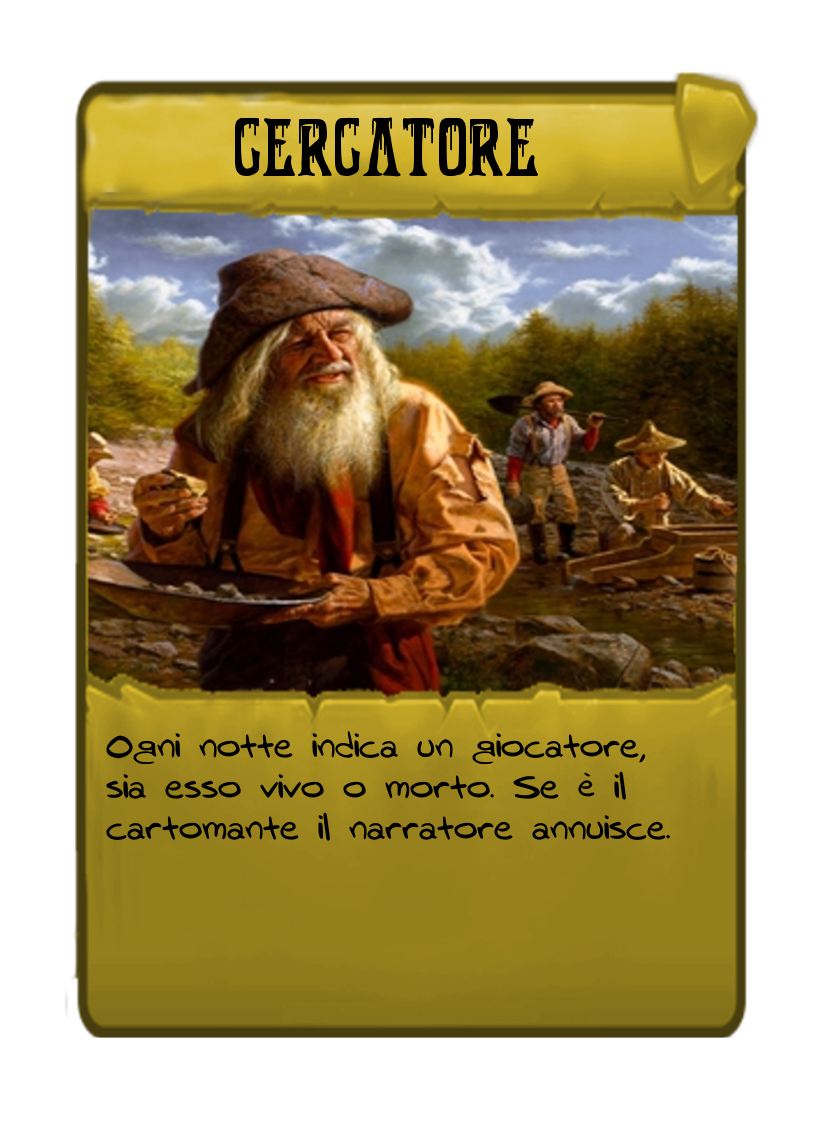 CERCATORE
Ogni notte indica un giocatore,
sia esso vivo o morto. Se è il
cartomante il narratore annuisce.